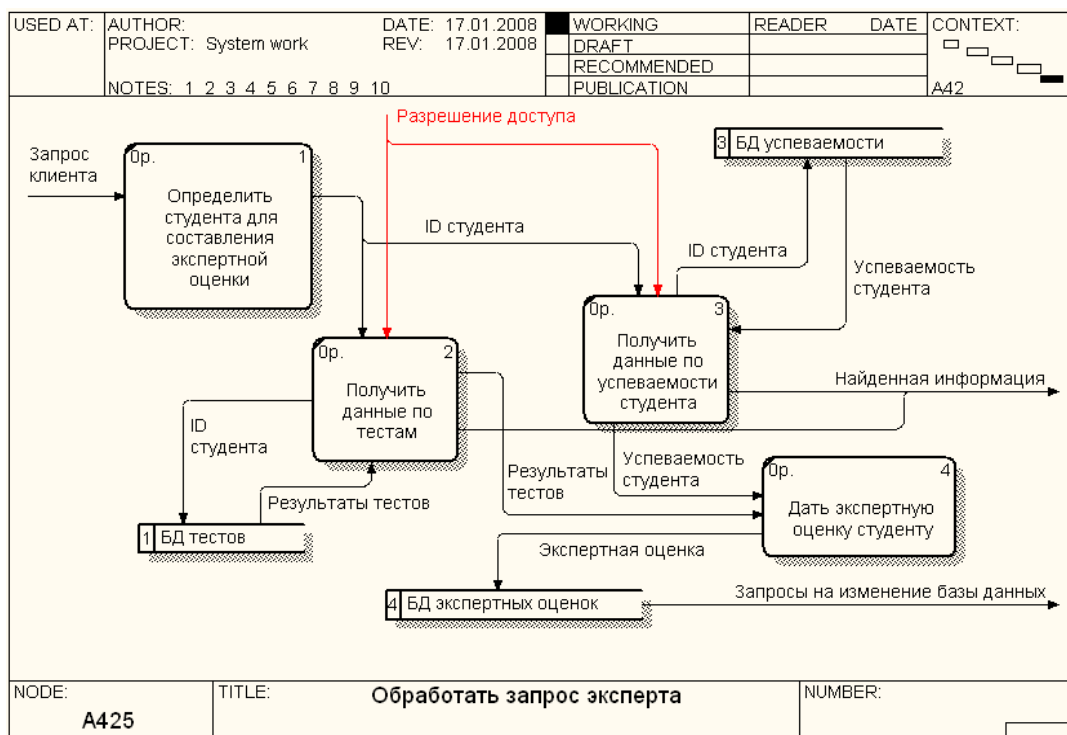 USED AT:
AUTHOR:
DATE: 17.01.2008
PROJECT: System work
REV: 17.01.2008
NOTES: 1 2 3 4 5 6 7 8 9 10
WORKING
DRAFT
RECOMMENDED
PUBLICATION
READER
DATE
CONTEXT:
A42
Разрешение доступа
Запрос
клиента
0р.
1
Определить
студента для
составления
экспертной
оценки
3
БД успеваемости
ID студента
ID студента
Успеваемость
студента
0р.
3
Получить
данные по
успеваемости
студента
0р.
2
Получить
данные по
тестам
Найденная информация
ID
студента
Результаты тестов
Результаты
тестов
Успеваемость
студента
0р.
4
Дать экспертную
оценку студенту
1
БД тестов
Экспертная оценка
4
БД экспертных оценок
Запросы на изменение базы данных
NODE:
A425
TITLE:
Обработать запрос эксперта
NUMBER: